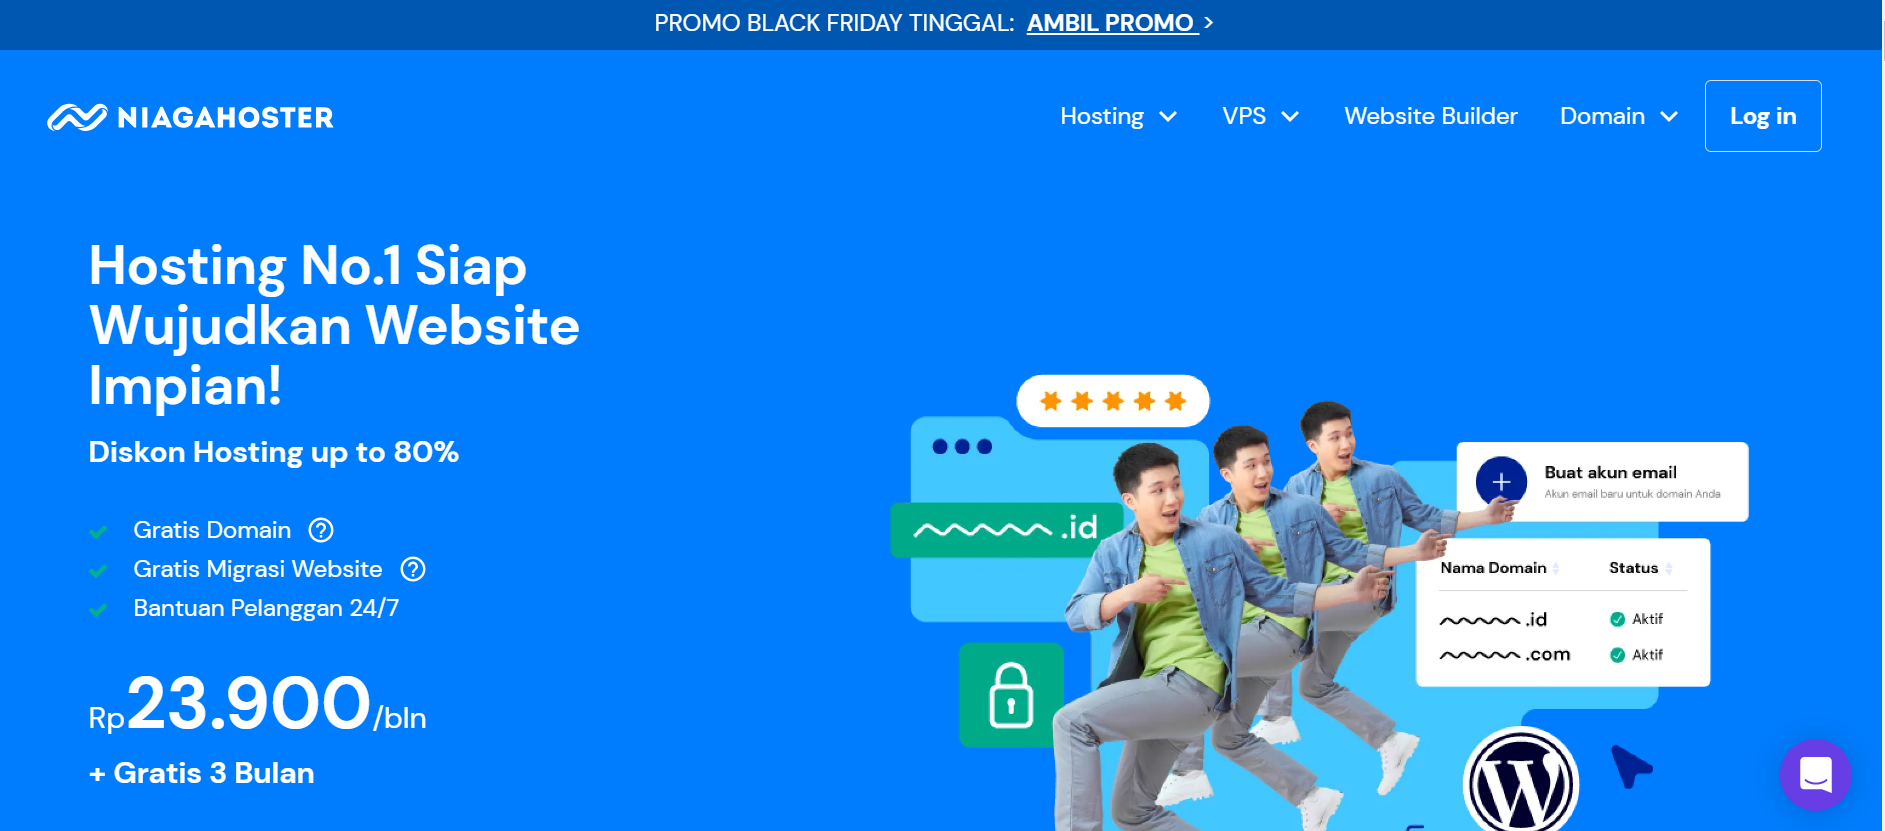 PROMO BLACK FRIDAY TINGGAL: AMBIL PROMO >
NIAGAHOSTER
Hosting
VPS
Website Builder
Domain
Log in
Hosting No.1 Siap
Wujudkan Website
Impian!
Diskon Hosting up to 80%
Gratis Domain
Gratis Migrasi Website
Bantuan Pelanggan 24/7
Rp23.900/bln
+ Gratis 3 Bulan
.id
Buat akun email
Akun email baru untuk domain Anda
Nama Domain Status
.id Aktif
.com Aktif